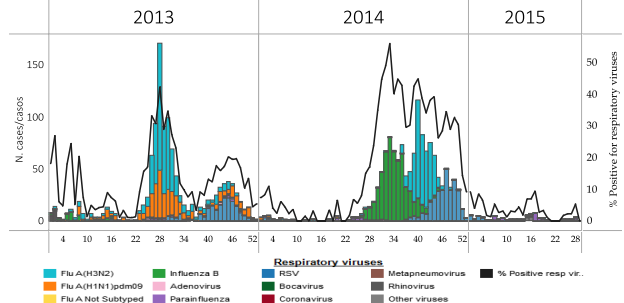 2013 2014 2015
N. cases/casos
150
100
50
0
50
40
30
20
10
0
% Positive for respiratory viruses
4 10 16 22 28 34 40 46 52 4 10 16 22 28 34 40 46 52 4 10 16 22 28
Respiratory viruses
Flu A(H3N2) Influenza B RSV Metapneumovirus % Positive resp vir..
Flu A(H1N1)pdm09 Adenovirus Bocavirus Rhinovirus
Flu A Not Subtyped Parainfluenza Coronavirus Other viruses